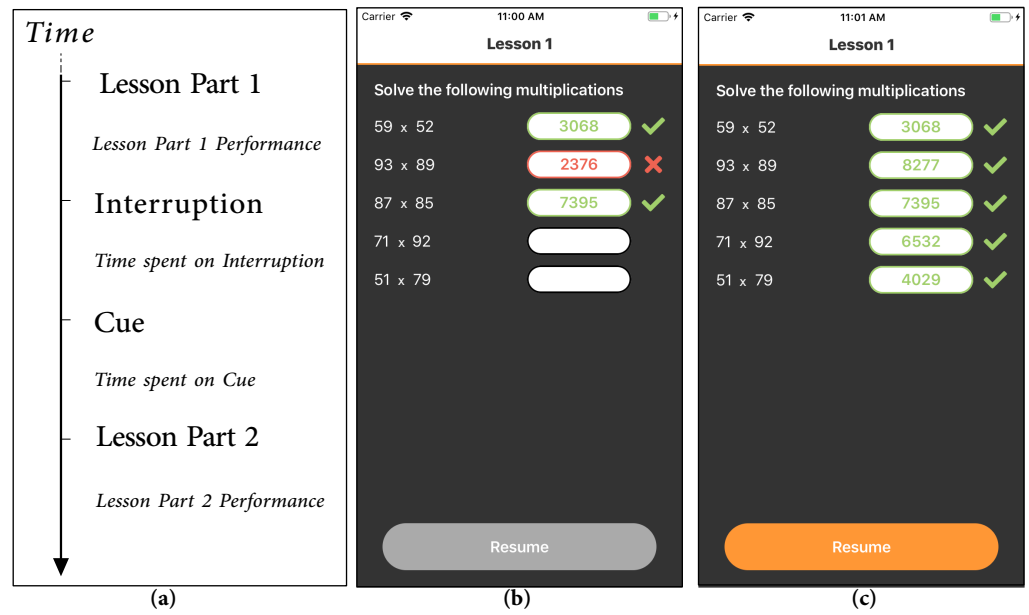 Time
Lesson Part 1
Lesson Part 1 Performance
Interruption
Time spent on Interruption
Cue
Time spent on Cue
Lesson Part 2
Lesson Part 2 Performance
(a)
Carrier 11:00 AM
Lesson 1
Solve the following multiplications
59 x 52 3068
93 x 89 2376
87 x 85 7395
71 x 92
51 x 79
Resume
(b)
Carrier 11:01 AM
Lesson 1
Solve the following multiplications
59 x 52 3068
93 x 89 8277
87 x 85 7395
71 x 92 6532
51 x 79 4029
Resume
(c)